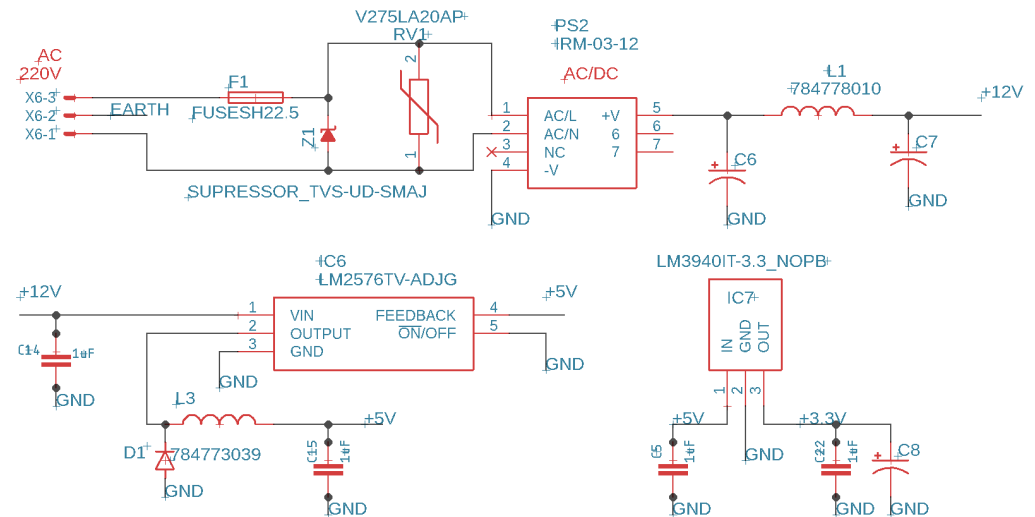 V275LA20AP
RV1
2
1
AC
220V
X6-3
X6-2
X6-1
EARTH
F1
FUSESH22.5
Z1
SUPRESSOR_TVS-UD-SMAJ
PS2
IRM-03-12
AC/DC
1 AC/L +V 5
2 AC/N 6 6
3 NC 7 7
4 -V
GND
L1
784778010
+12V
C6
GND
C7
GND
IC6
LM2576TV-ADJG
+12V
1 VIN FEEDBACK 4
2 OUTPUT ON/OFF 5
3 GND
+5V
GND
GND
C14 1uF
GND
L3
784773039
D1
GND
+5V
C15 1uF
GND
LM3940IT-3.3_NOPB
IC7
IN GND OUT
1 2 3
+5V
1uF
GND
GND
+3.3V
C22 1uF
GND
C8
GND